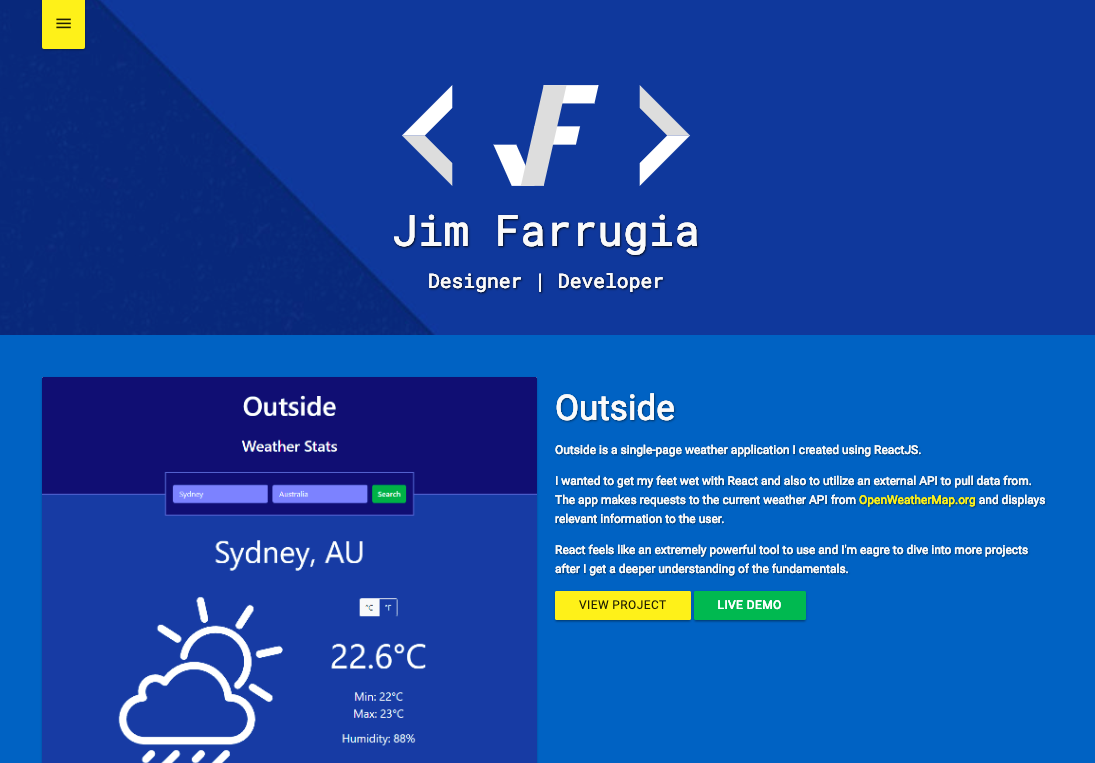 Jim Farrugia
Designer | Developer
Outside
Weather Stats
Sydney
Australia
Search
Sydney, AU
°C
°F
22.6°C
Min: 22°C
Max: 23°C
Humidity: 88%
Outside
Outside is a single-page weather application I created using ReactJS.
I wanted to get my feet wet with React and also to utilize an external API to pull data from.
The app makes requests to the current weather API from OpenWeatherMap.org and displays
relevant information to the user.
React feels like an extremely powerful tool to use and I'm eagre to dive into more projects
after I get a deeper understanding of the fundamentals.
VIEW PROJECT
LIVE DEMO